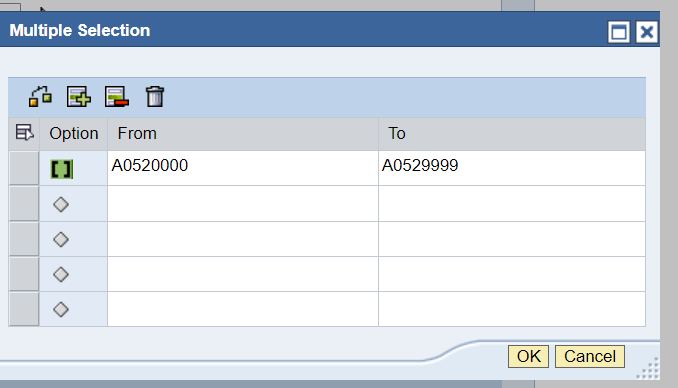 Multiple Selection
Option From To
A0520000 A0529999
OK Cancel